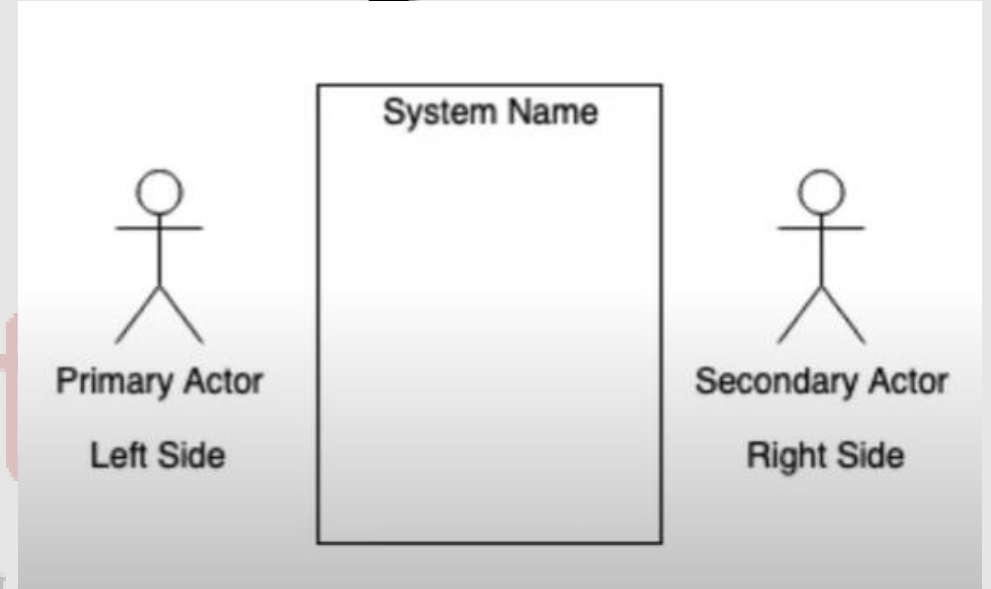 System Name
Primary Actor
Secondary Actor
Left Side
Right Side